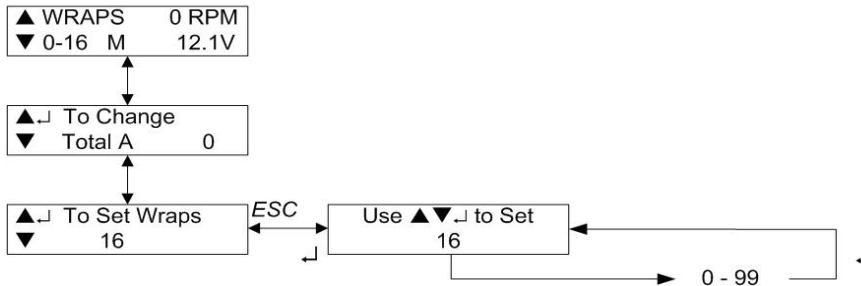 ▲ WRAPS 0 RPM
▼ 0-16 M 12.1V
▲↵ To Change
▼ Total A 0
▲↵ To Set Wraps
▼ 16
ESC
↵
Use ▲▼↵ to Set
16
0 - 99